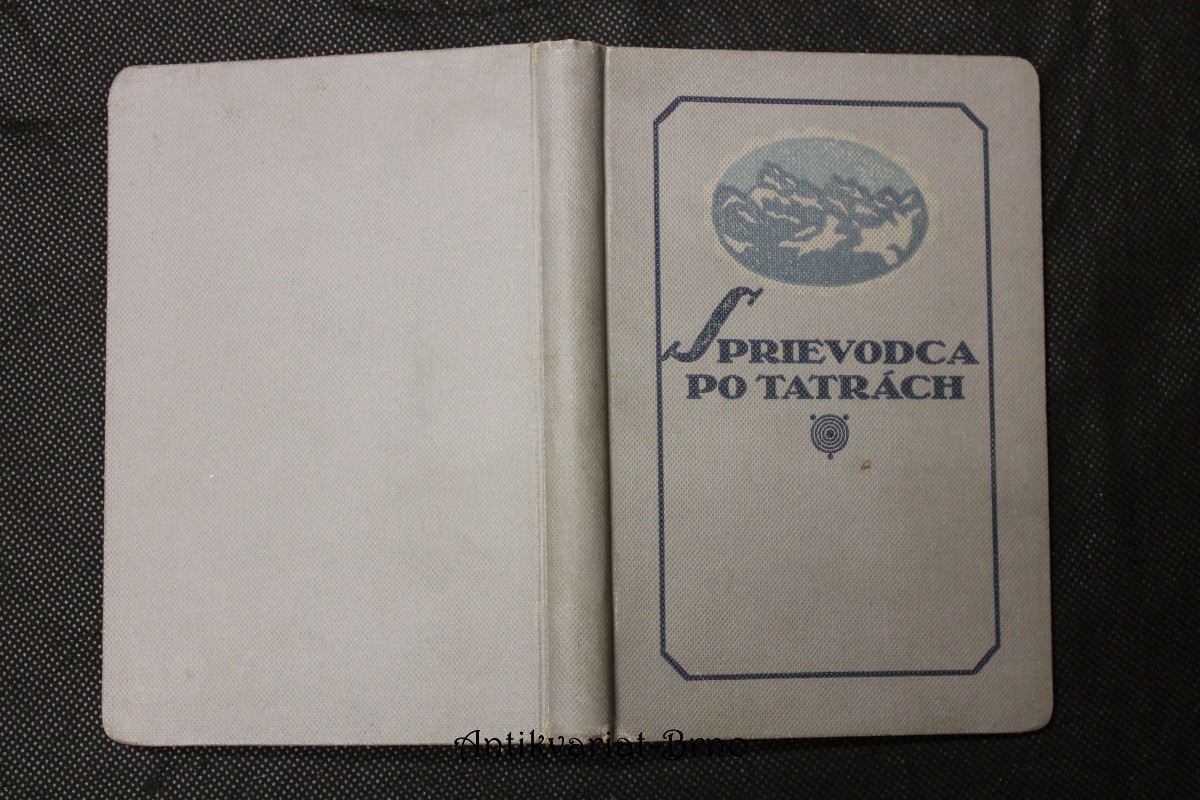 SPRIEVODCA
PO TATRÁCH
Antikvariat-Brno